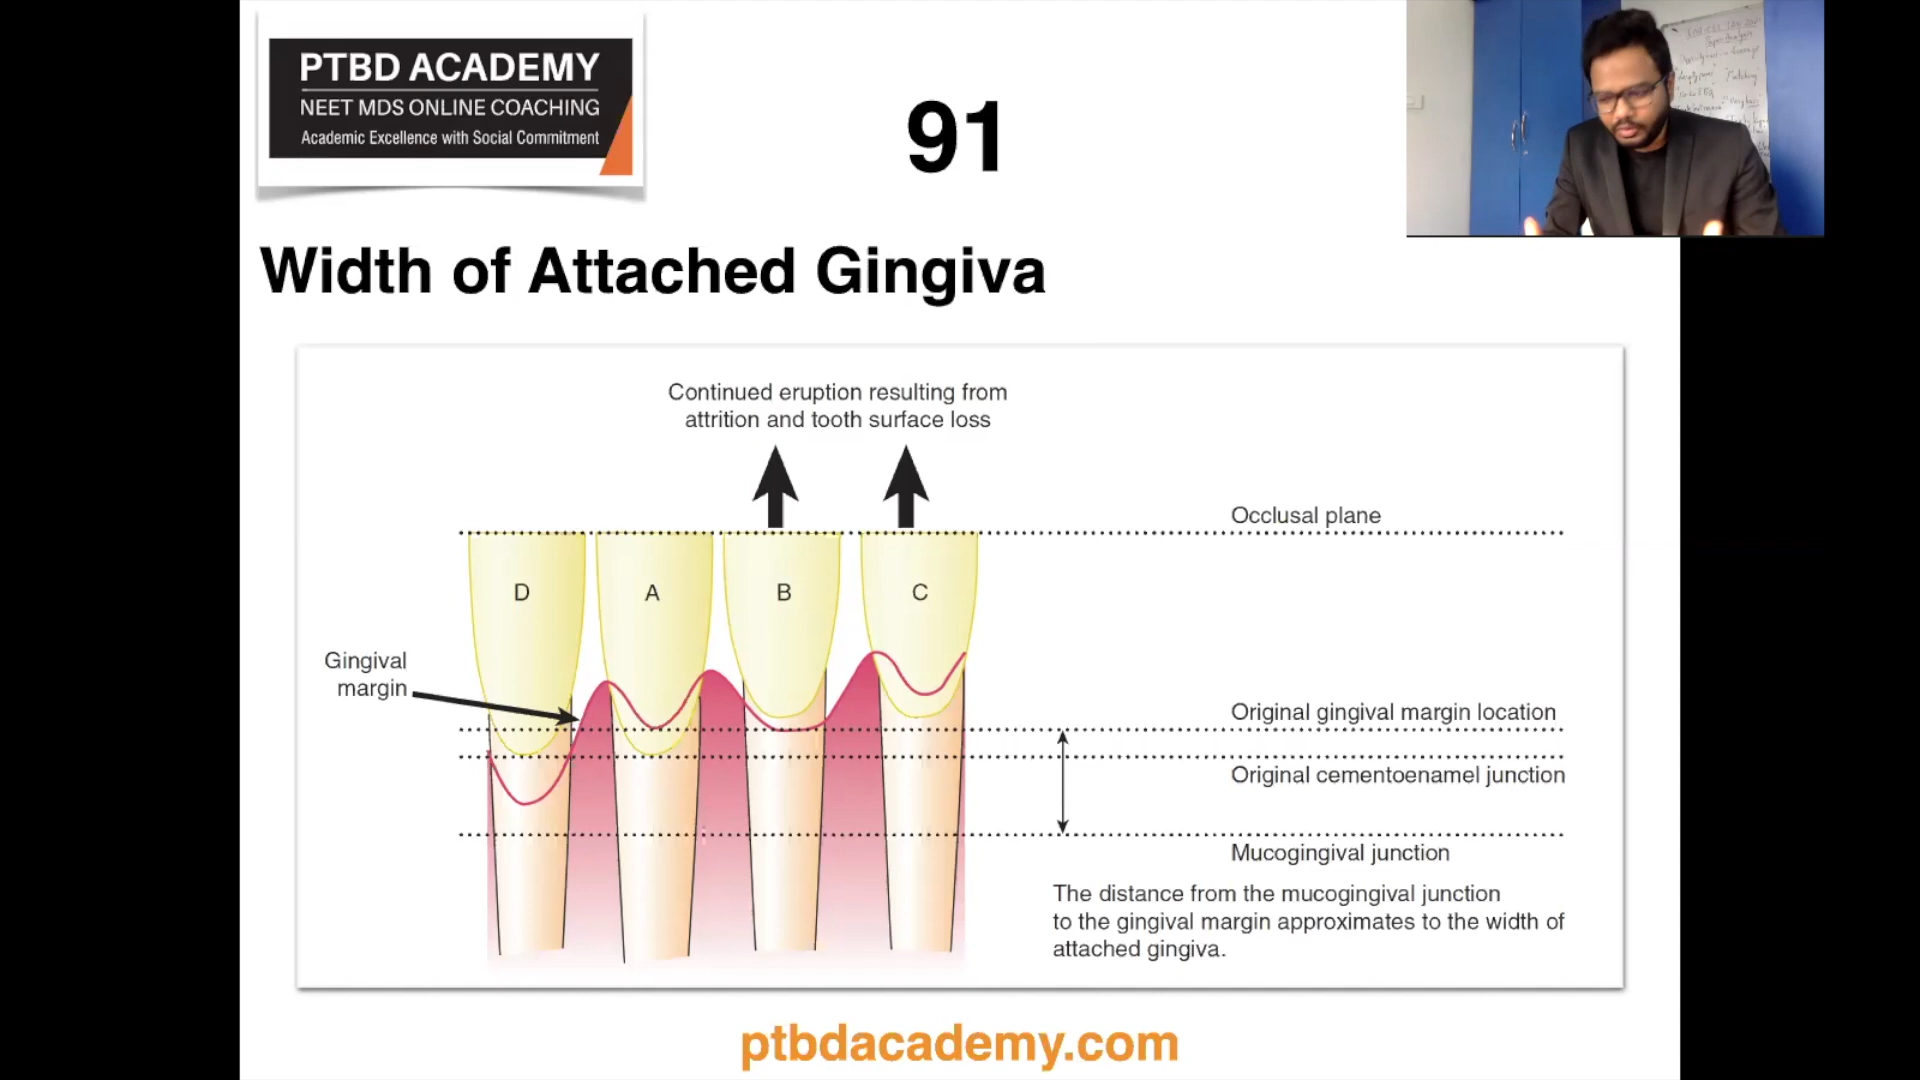 PTBD ACADEMY
NEET MDS ONLINE COACHING
Academic Excellence with Social Commitment
91
Width of Attached Gingiva
Continued eruption resulting from
attrition and tooth surface loss
Occlusal plane
D A B C
Gingival
margin
Original gingival margin location
Original cementoenamel junction
Mucogingival junction
The distance from the mucogingival junction
to the gingival margin approximates to the width of
attached gingiva.
ptbdacademy.com